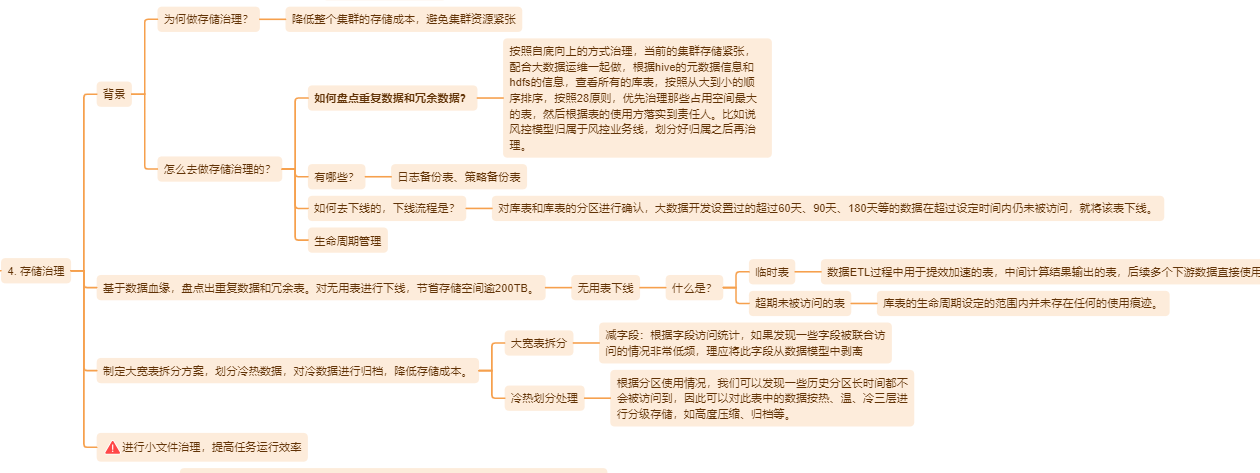 为何做存储治理？
降低整个集群的存储成本，避免集群资源紧张
背景
按照自底向上的方式治理，当前的集群存储紧张，
配合大数据运维一起做，根据hive的元数据信息和
hdfs的信息，查看所有的库表，按照从大到小的顺
序排序，按照28原则，优先治理那些占用空间最大
的表，然后根据表的使用方落实到责任人。比如说
风控模型归属于风控业务线，划分好归属之后再治
理。
如何盘点重复数据和冗余数据？
怎么去做存储治理的？
有哪些？
日志备份表、策略备份表
如何去下线的，下线流程是？
对库表和库表的分区进行确认，大数据开发设置过的超过60天、90天、180天等的数据在超过设定时间内仍未被访问，就将该表下线。
生命周期管理
4. 存储治理
基于数据血缘，盘点出重复数据和冗余表。对无用表进行下线，节省存储空间逾200TB。
无用表下线
什么是？
临时表
数据ETL过程中用于提效加速的表，中间计算结果输出的表，后续多个下游数据直接使用
超期未被访问的表
库表的生命周期设定的范围内并未存在任何的使用痕迹。
制定大宽表拆分方案，划分冷热数据，对冷数据进行归档，降低存储成本。
大宽表拆分
减字段：根据字段访问统计，如果发现一些字段被联合访
问的情况非常低频，理应将此字段从数据模型中剥离
冷热划分处理
根据分区使用情况，我们可以发现一些历史分区长时间都不
会被访问到，因此可以对此表中的数据按热、温、冷三层进
行分级存储，如高度压缩、归档等。
进行小文件治理，提高任务运行效率